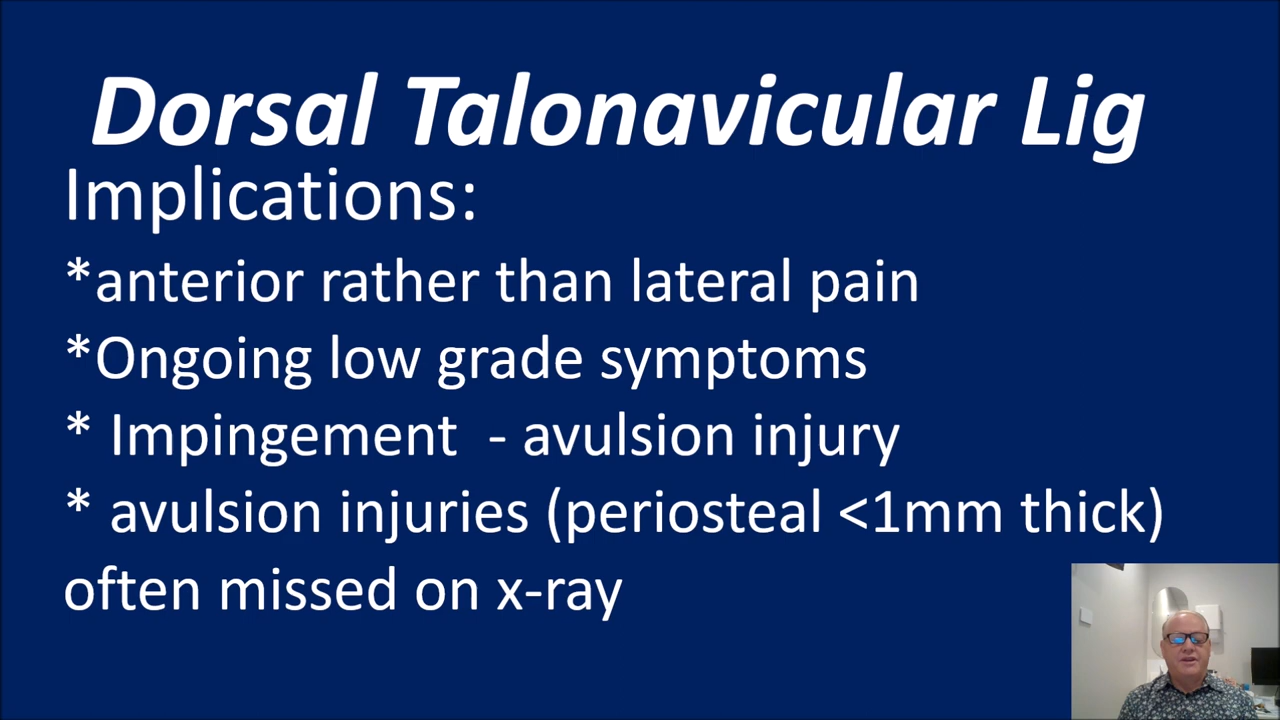 Dorsal Talonavicular Lig
Implications:
*anterior rather than lateral pain
*Ongoing low grade symptoms
* Impingement  - avulsion injury
* avulsion injuries (periosteal <1mm thick)
often missed on x-ray